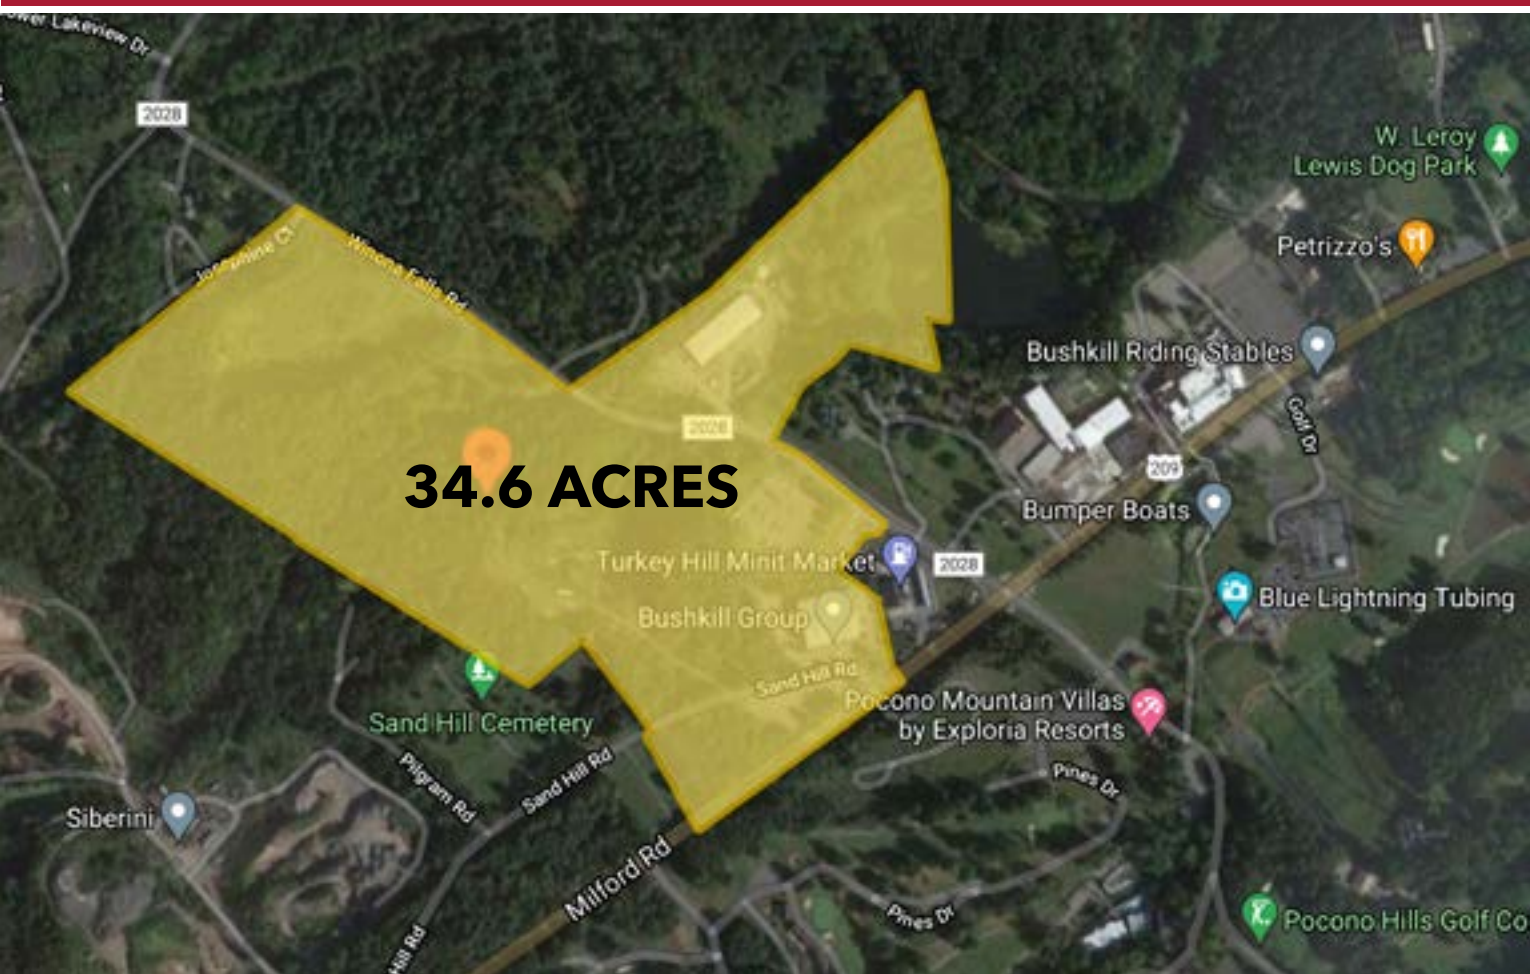 ower Lakeview Dr
2028
W. Leroy
Lewis Dog Park
Josephine Ct
Winona Falls Rd
Petrizzo's
Bushkill Riding Stables
Golf Dr
2028
209
34.6 ACRES
Bumper Boats
Turkey Hill Minit Market
2028
Blue Lightning Tubing
Bushkill Group
Sand Hill Rd
Pocono Mountain Villas
by Exploria Resorts
Sand Hill Cemetery
Pines Dr
Pilgram Rd
Sand Hill Rd
Siberini
Milford Rd
Pines Dr
Pocono Hills Golf Co
Hill Rd